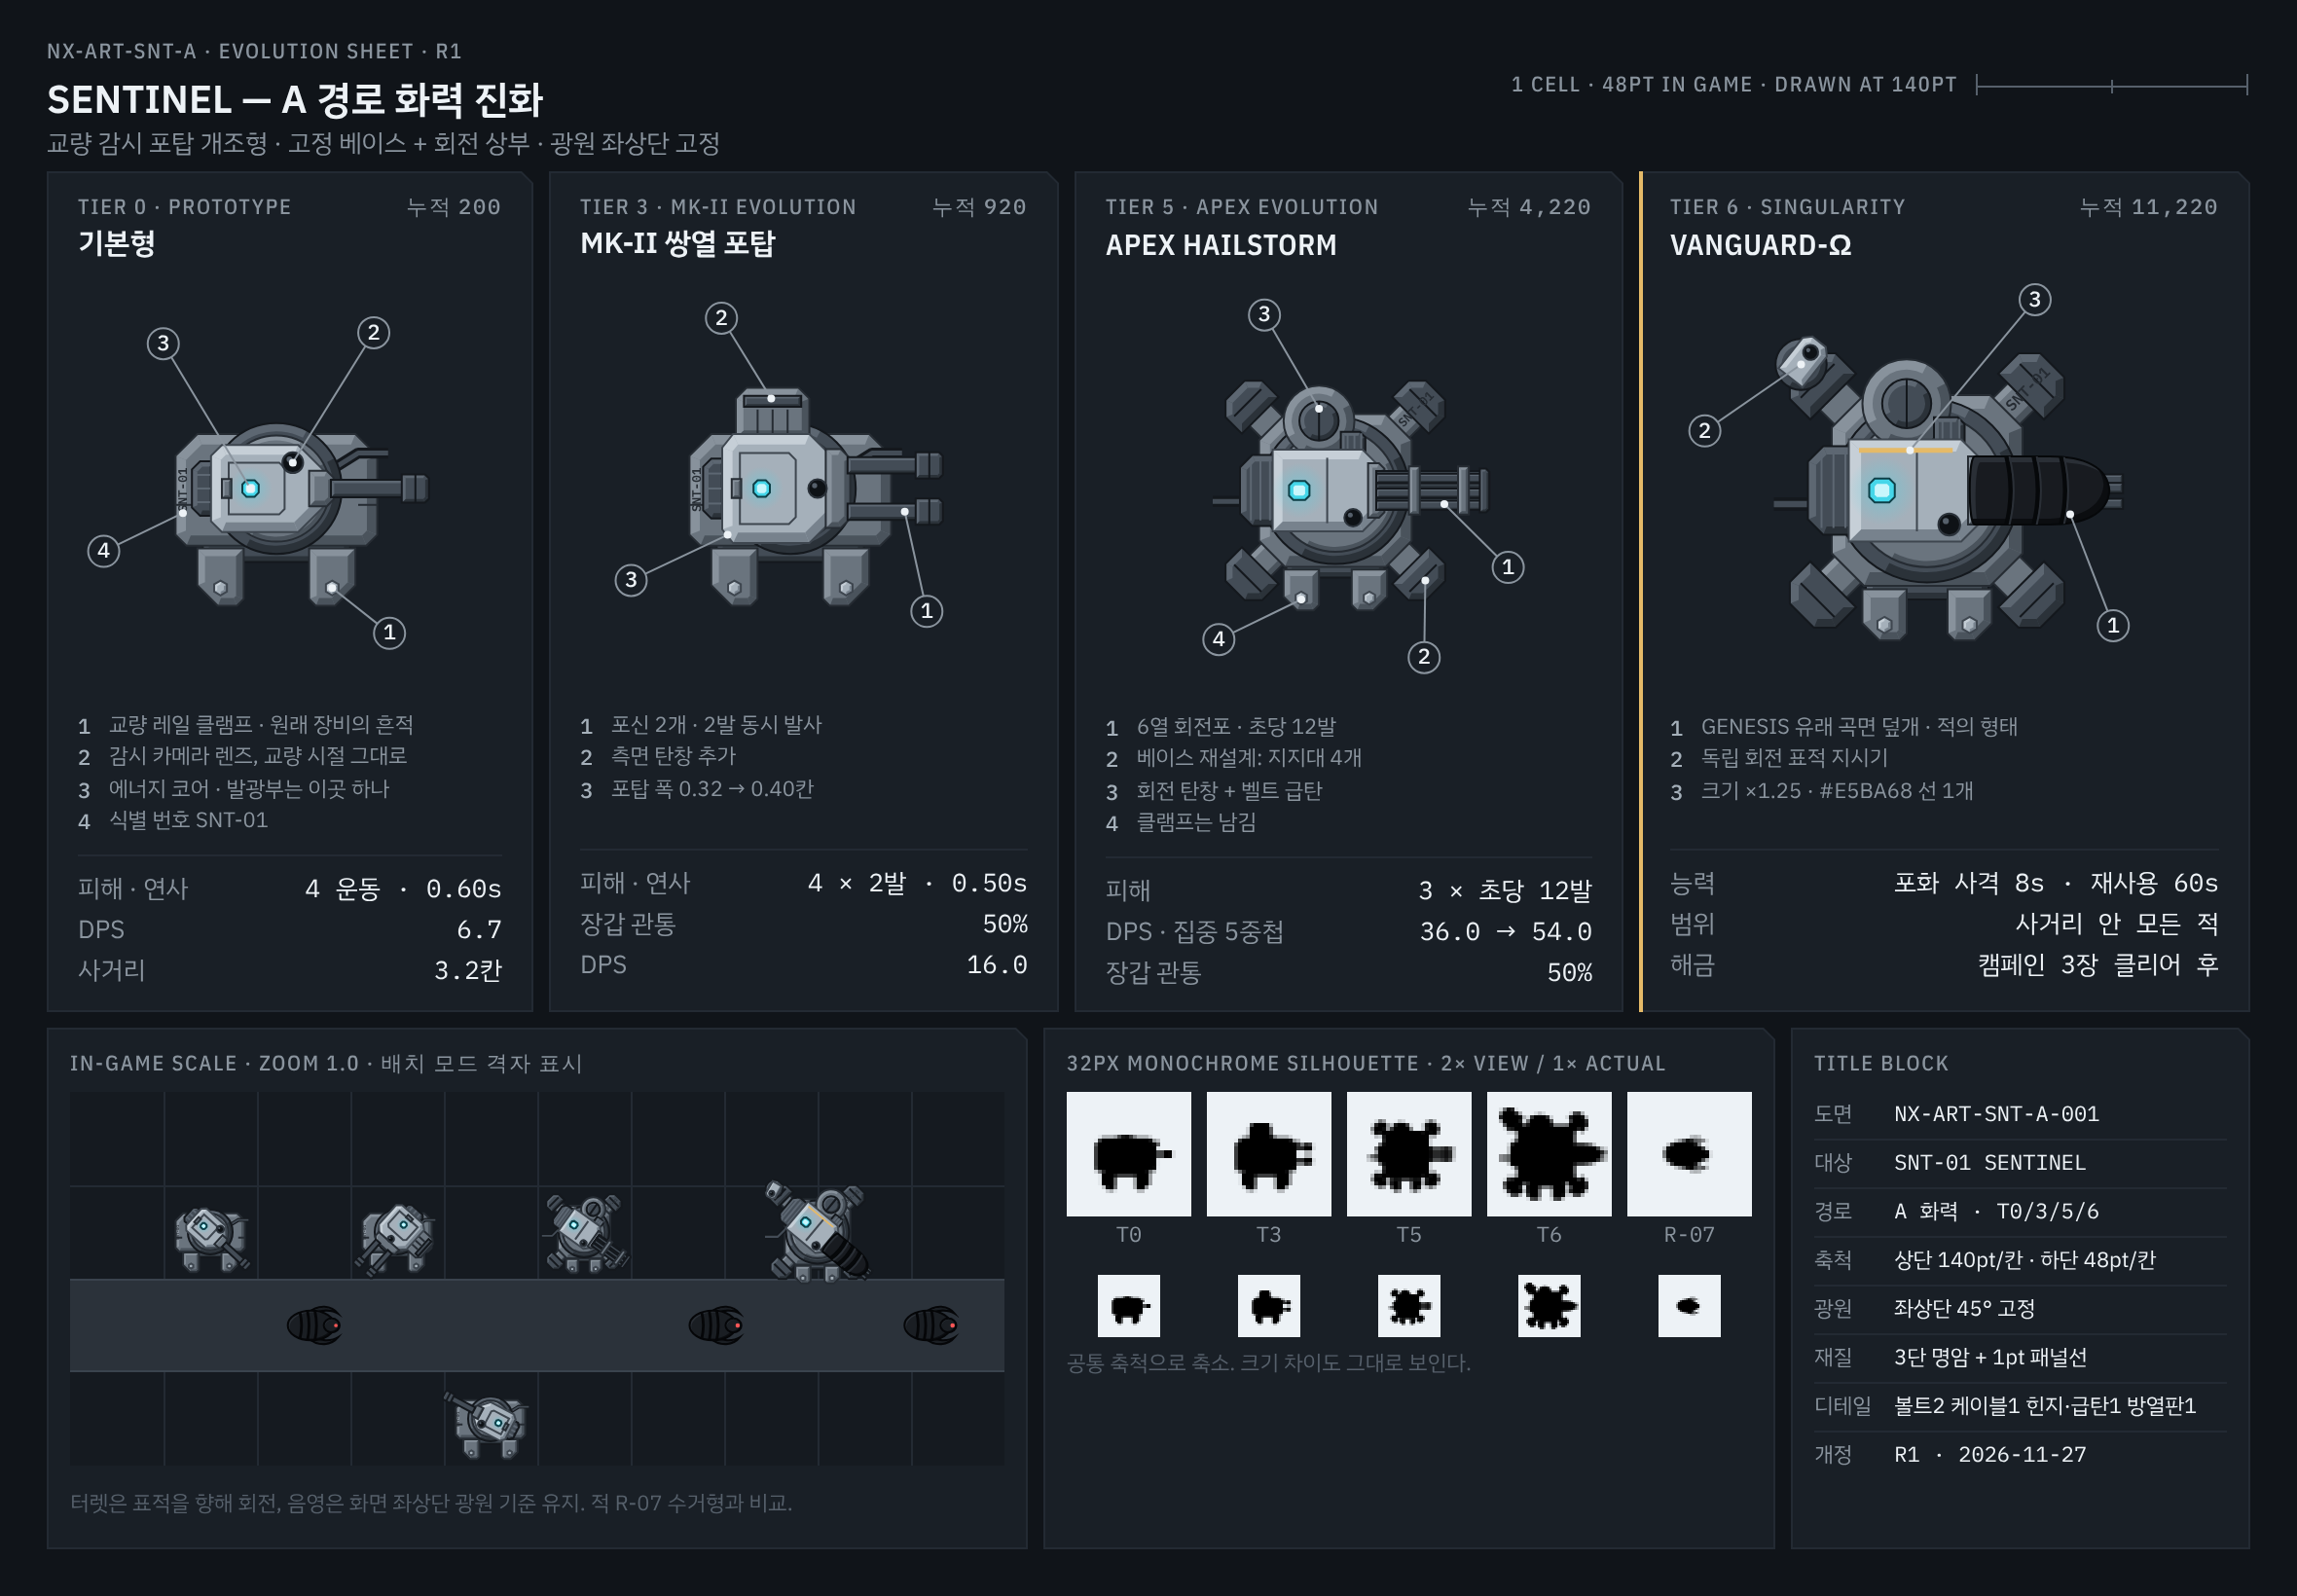 NX-ART-SNT-A · EVOLUTION SHEET · R1
SENTINEL — A 경로 화력 진화
교량 감시 포탑 개조형 · 고정 베이스 + 회전 상부 · 광원 좌상단 고정
1 CELL · 48PT IN GAME · DRAWN AT 140PT
TIER 0 · PROTOTYPE 누적 200
기본형
3
2
SNT-01
4
1
1 교량 레일 클램프 · 원래 장비의 흔적
2 감시 카메라 렌즈, 교량 시절 그대로
3 에너지 코어 · 발광부는 이곳 하나
4 식별 번호 SNT-01
피해 · 연사 4 운동 · 0.60s
DPS 6.7
사거리 3.2칸
TIER 3 · MK-II EVOLUTION 누적 920
MK-II 쌍열 포탑
2
SNT-01
3
1
1 포신 2개 · 2발 동시 발사
2 측면 탄창 추가
3 포탑 폭 0.32 → 0.40칸
피해 · 연사 4 × 2발 · 0.50s
장갑 관통 50%
DPS 16.0
TIER 5 · APEX EVOLUTION 누적 4,220
APEX HAILSTORM
3
SNT-01
1
4
2
1 6열 회전포 · 초당 12발
2 베이스 재설계: 지지대 4개
3 회전 탄창 + 벨트 급탄
4 클램프는 남김
피해 3 × 초당 12발
DPS · 집중 5중첩 36.0 → 54.0
장갑 관통 50%
TIER 6 · SINGULARITY 누적 11,220
VANGUARD-Ω
3
SNT-01
2
1
1 GENESIS 유래 곡면 덮개 · 적의 형태
2 독립 회전 표적 지시기
3 크기 ×1.25 · #E5BA68 선 1개
능력 포화 사격 8s · 재사용 60s
범위 사거리 안 모든 적
해금 캠페인 3장 클리어 후
IN-GAME SCALE · ZOOM 1.0 · 배치 모드 격자 표시
터렛은 표적을 향해 회전, 음영은 화면 좌상단 광원 기준 유지. 적 R-07 수거형과 비교.
32PX MONOCHROME SILHOUETTE · 2× VIEW / 1× ACTUAL
T0 T3 T5 T6 R-07
공통 축척으로 축소. 크기 차이도 그대로 보인다.
TITLE BLOCK
도면 NX-ART-SNT-A-001
대상 SNT-01 SENTINEL
경로 A 화력 · T0/3/5/6
축척 상단 140pt/칸 · 하단 48pt/칸
광원 좌상단 45° 고정
재질 3단 명암 + 1pt 패널선
디테일 볼트2 케이블1 힌지·급탄1 방열판1
개정 R1 · 2026-11-27